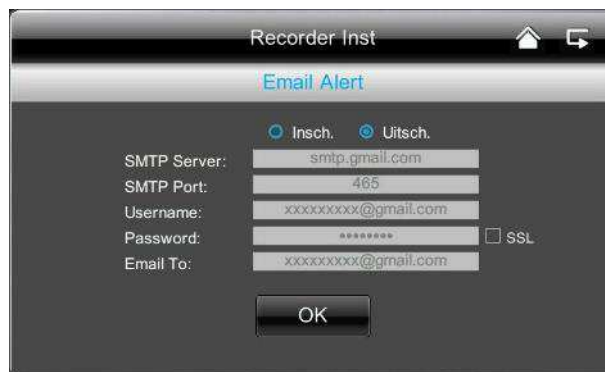 Recorder Inst
Email Alert
Insch. Uitsch.
SMTP Server: smtp.gmail.com
SMTP Port: 465
Username: xxxxxxxxx@gmail.com
Password: ******** SSL
Email To: xxxxxxxxx@gmail.com
OK